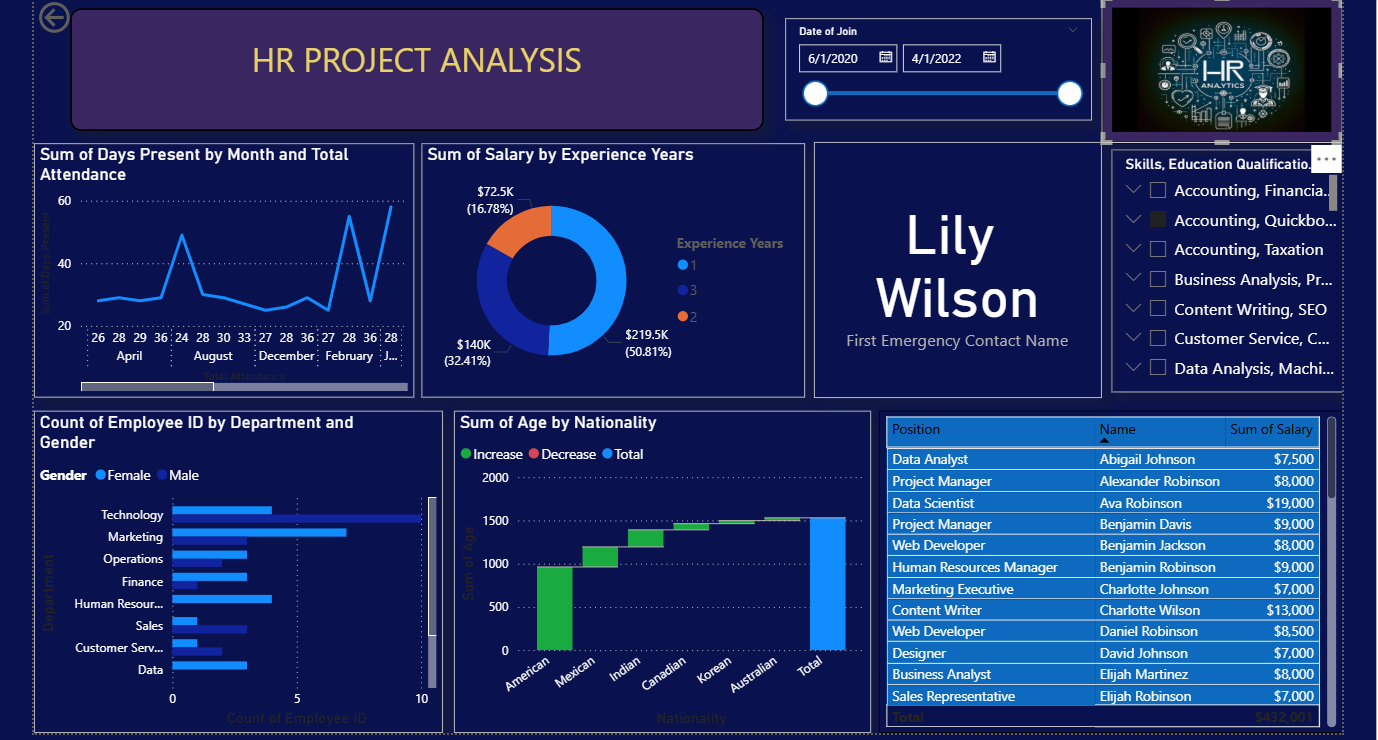 HR PROJECT ANALYSIS
Date of Join
6/1/2020
4/1/2022
HR
ANALYTICS
Sum of Days Present by Month and Total
Attendance
Sum of Days Present
60
40
20
26 28 29 36 24 28 30 33 27 28 36 27 28 36 28
April August December February J...
Total Attendance
Sum of Salary by Experience Years
$72.5K
(16.78%)
$140K
(32.41%)
$219.5K
(50.81%)
Experience Years
1
3
2
Lily
Wilson
First Emergency Contact Name
Skills, Education Qualificatio...
Accounting, Financia...
Accounting, Quickbo...
Accounting, Taxation
Business Analysis, Pr...
Content Writing, SEO
Customer Service, C...
Data Analysis, Machi...
Count of Employee ID by Department and
Gender
Gender Female Male
Department
Technology
Marketing
Operations
Finance
Human Resour...
Sales
Customer Serv...
Data
0 5 10
Count of Employee ID
Sum of Age by Nationality
Increase Decrease Total
Sum of Age
2000
1500
1000
500
0
American Mexican Indian Canadian Korean Australian Total
Nationality
Position Name Sum of Salary
Data Analyst Abigail Johnson $7,500
Project Manager Alexander Robinson $8,000
Data Scientist Ava Robinson $19,000
Project Manager Benjamin Davis $9,000
Web Developer Benjamin Jackson $8,000
Human Resources Manager Benjamin Robinson $9,000
Marketing Executive Charlotte Johnson $7,000
Content Writer Charlotte Wilson $13,000
Web Developer Daniel Robinson $8,500
Designer David Johnson $7,000
Business Analyst Elijah Martinez $8,000
Sales Representative Elijah Robinson $7,000
Total $432,001